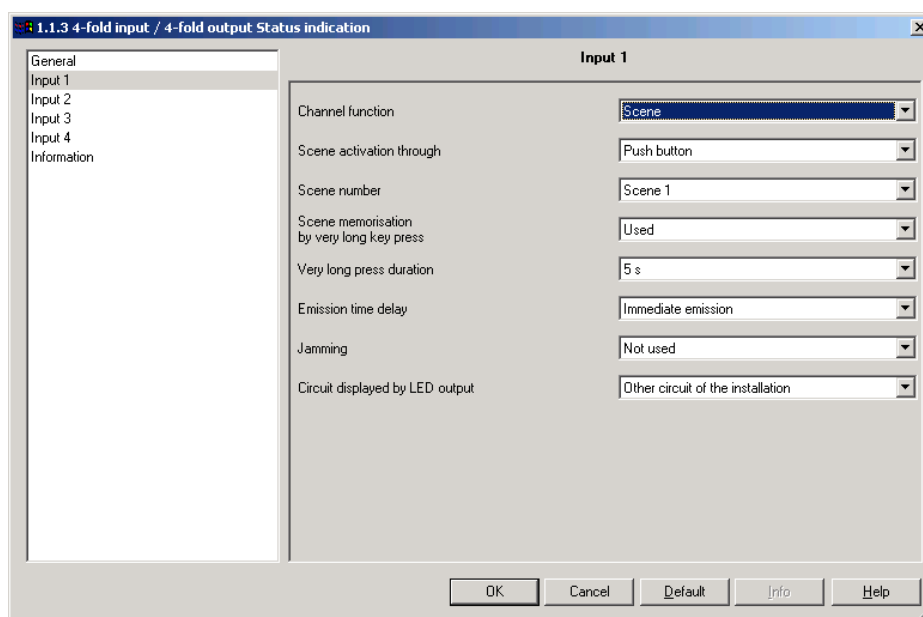 1.1.3 4-fold input / 4-fold output Status indication
General
Input 1
Input 2
Input 3
Input 4
Information
Input 1
Channel function
Scene
Scene activation through
Push button
Scene number
Scene 1
Scene memorisation
by very long key press
Used
Very long press duration
5 s
Emission time delay
Immediate emission
Jamming
Not used
Circuit displayed by LED output
Other circuit of the installation
OK
Cancel
Default
Info
Help